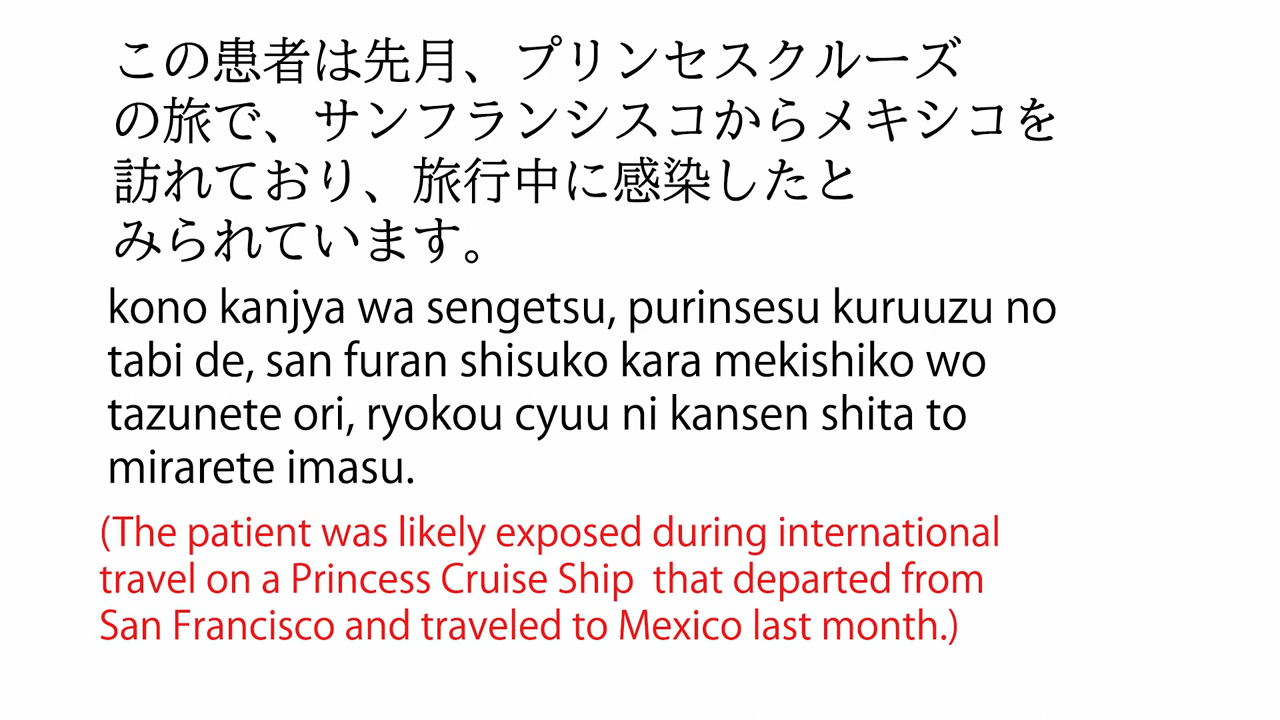 この患者は先月、プリンセスクルーズ
の旅で、サンフランシスコからメキシコを
訪れており、旅行中に感染したと
みられています。
kono kanjya wa sengetsu, purinsesu kuruuzu no
tabi de, san furan shisuko kara mekishiko wo
tazunete ori, ryokou cyuu ni kansen shita to
mirarete imasu.
(The patient was likely exposed during international
travel on a Princess Cruise Ship  that departed from
San Francisco and traveled to Mexico last month.)